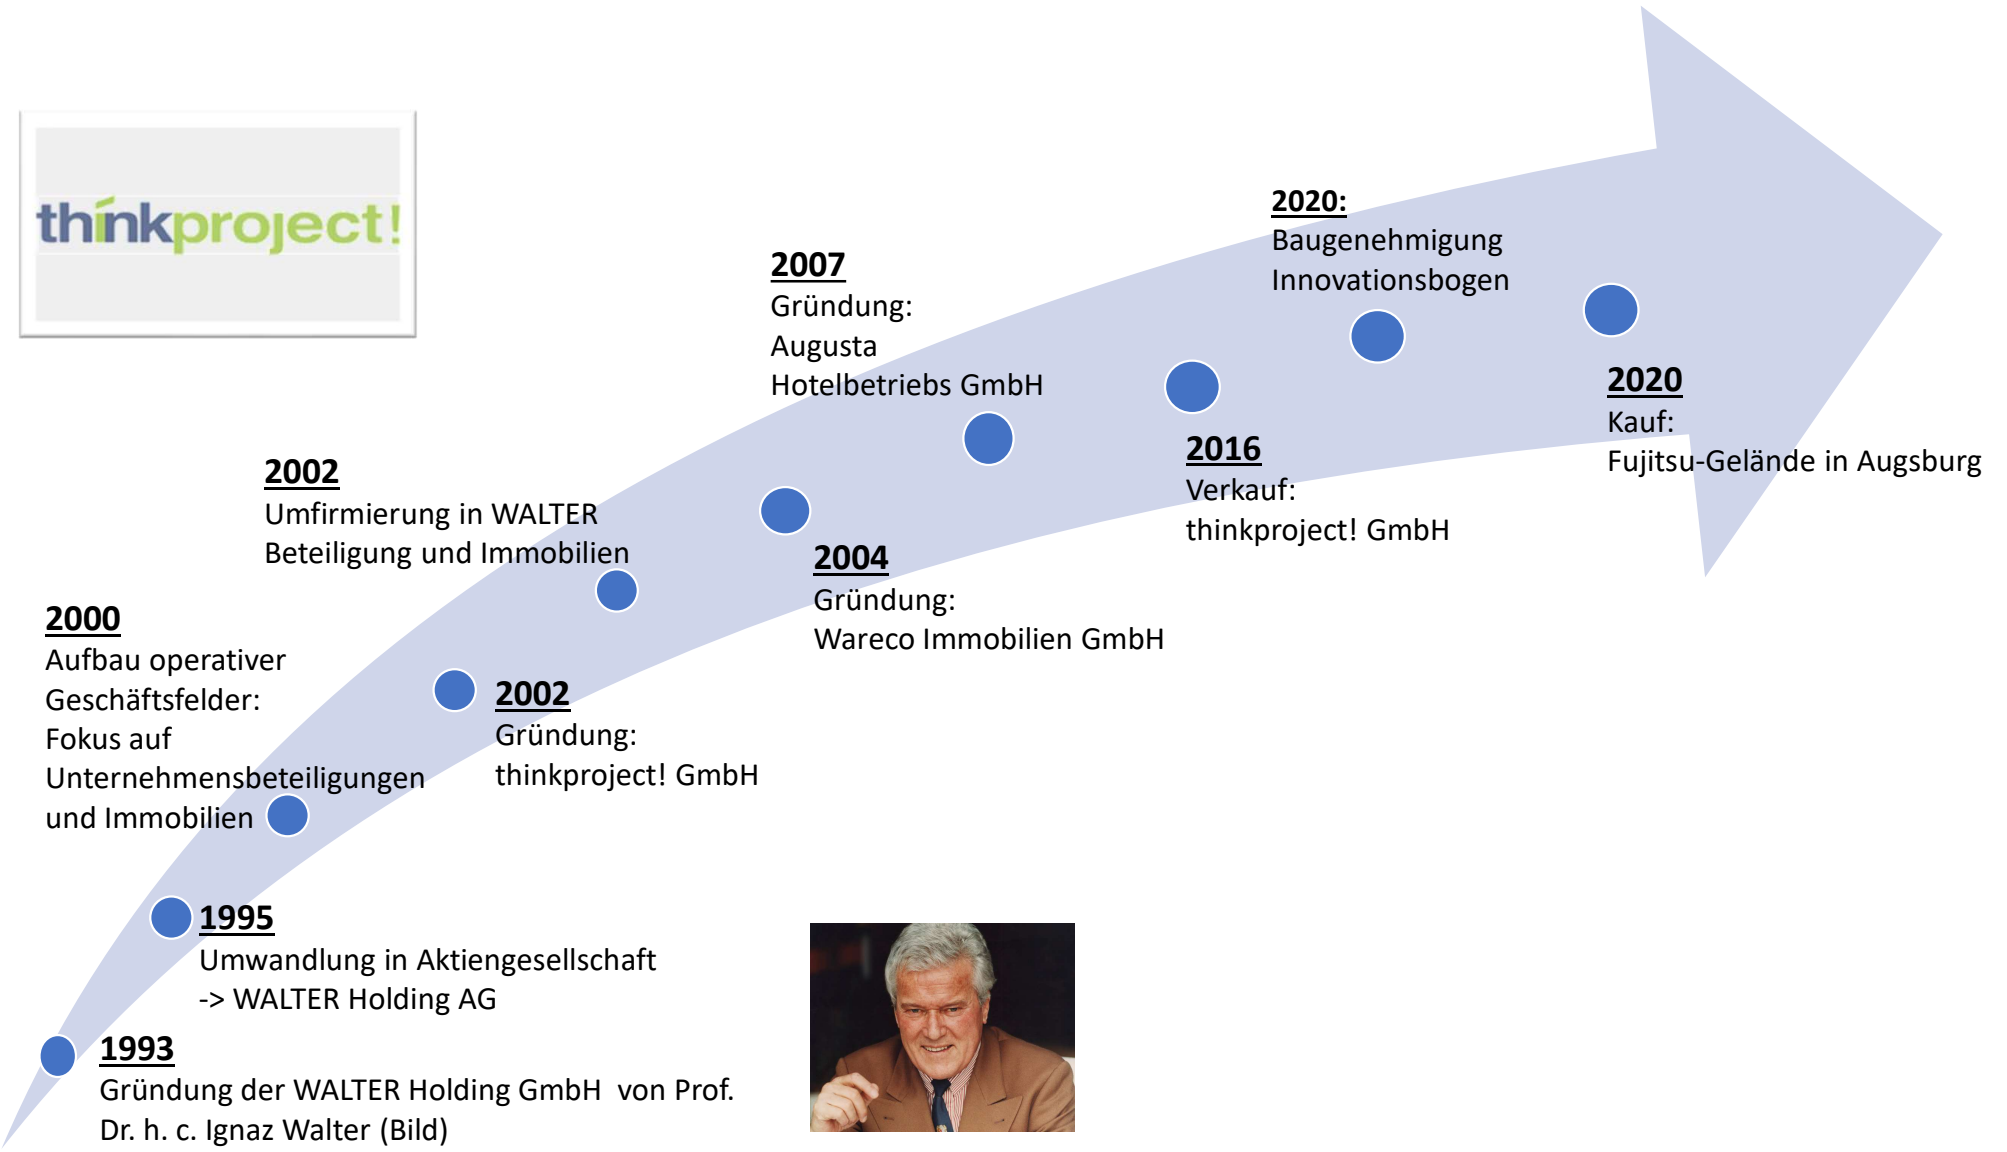 thinkproject!
2020:
Baugenehmigung
Innovationsbogen
2007
Gründung:
Augusta
Hotelbetriebs GmbH
2020
Kauf:
Fujitsu-Gelände in Augsburg
2016
Verkauf:
thinkproject! GmbH
2002
Umfirmierung in WALTER
Beteiligung und Immobilien
2004
Gründung:
Wareco Immobilien GmbH
2000
Aufbau operativer
Geschäftsfelder:
Fokus auf
Unternehmensbeteiligungen
und Immobilien
2002
Gründung:
thinkproject! GmbH
1995
Umwandlung in Aktiengesellschaft
-> WALTER Holding AG
1993
Gründung der WALTER Holding GmbH  von Prof.
Dr. h. c. Ignaz Walter (Bild)